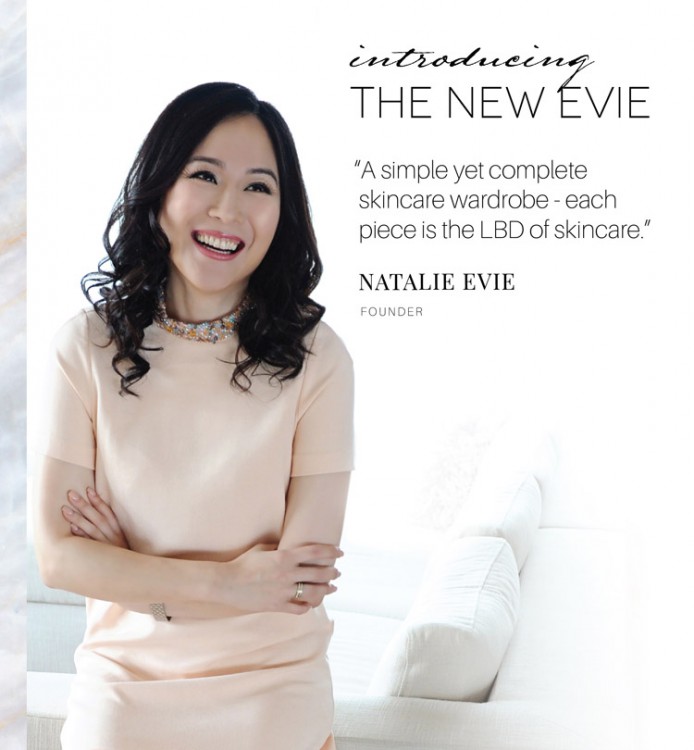 introducing
THE NEW EVIE
“A simple yet complete
skincare wardrobe - each
piece is the LBD of skincare.”
NATALIE EVIE
FOUNDER